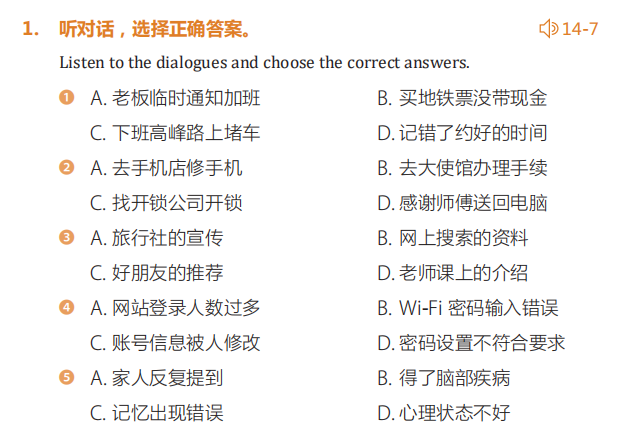 1. 听对话，选择正确答案。 14-7
Listen to the dialogues and choose the correct answers.
1 A. 老板临时通知加班 B. 买地铁票没带现金
C. 下班高峰路上堵车 D. 记错了约好的时间
2 A. 去手机店修手机 B. 去大使馆办理手续
C. 找开锁公司开锁 D. 感谢师傅送回电脑
3 A. 旅行社的宣传 B. 网上搜索的资料
C. 好朋友的推荐 D. 老师课上的介绍
4 A. 网站登录人数过多 B. Wi-Fi 密码输入错误
C. 账号信息被人修改 D. 密码设置不符合要求
5 A. 家人反复提到 B. 得了脑部疾病
C. 记忆出现错误 D. 心理状态不好